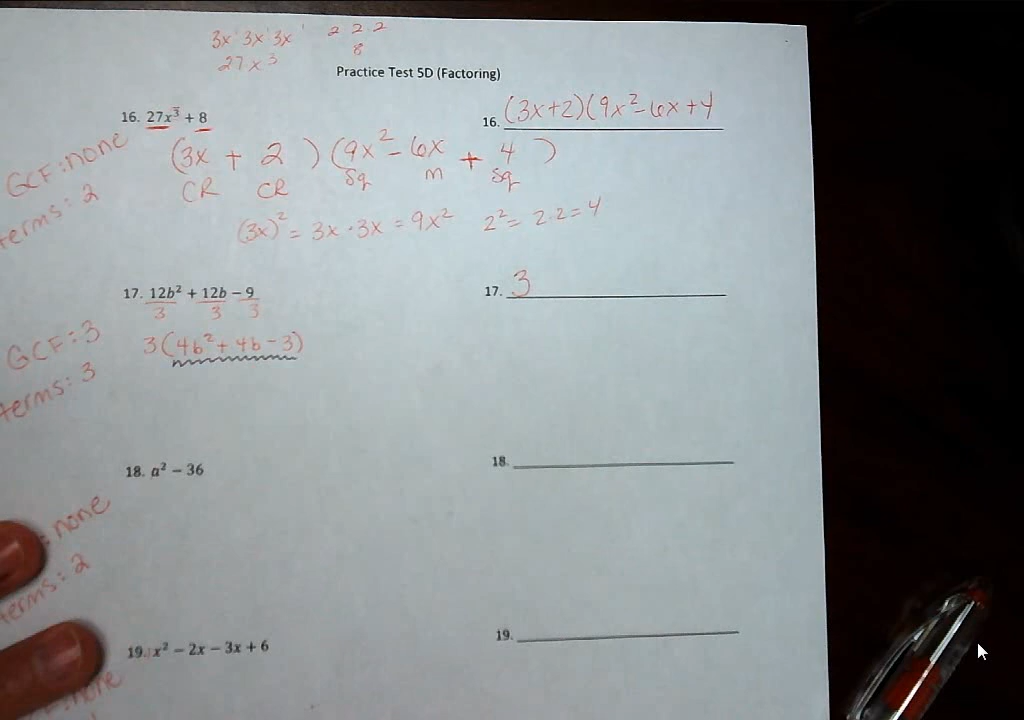 3x 3x 3x 2 2 2
27x³ 8
Practice Test 5D (Factoring)
16. 27x³ + 8
16. (3x+2)(9x²-6x+4
GCF: none
terms: 2
(3x + 2)(9x² - 6x + 4)
CR CR Sq m Sq
(3x)² = 3x · 3x = 9x² 2² = 2·2 = 4
17. 12b² + 12b − 9
3 3 3
17. 3
GCF: 3
terms: 3
3(4b² + 4b - 3)
18. a² − 36
18.
: none
terms: 2
19. x² − 2x − 3x + 6
19.
none